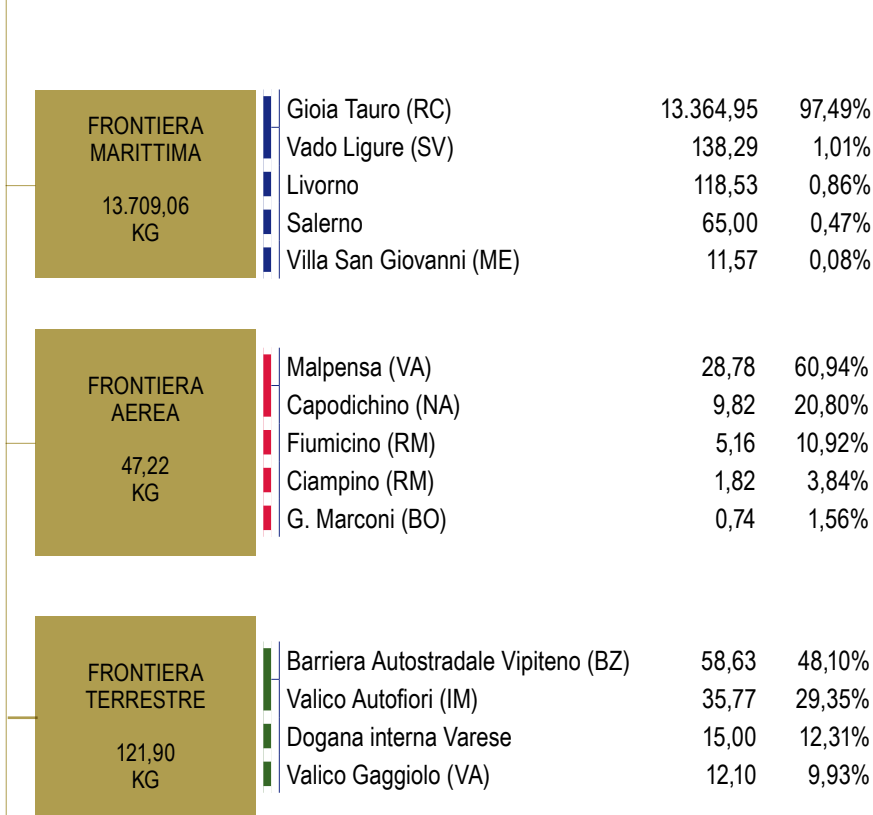 FRONTIERA
MARITTIMA
13.709,06
KG
Gioia Tauro (RC) 13.364,95 97,49%
Vado Ligure (SV) 138,29 1,01%
Livorno 118,53 0,86%
Salerno 65,00 0,47%
Villa San Giovanni (ME) 11,57 0,08%
FRONTIERA
AEREA
47,22
KG
Malpensa (VA) 28,78 60,94%
Capodichino (NA) 9,82 20,80%
Fiumicino (RM) 5,16 10,92%
Ciampino (RM) 1,82 3,84%
G. Marconi (BO) 0,74 1,56%
FRONTIERA
TERRESTRE
121,90
KG
Barriera Autostradale Vipiteno (BZ) 58,63 48,10%
Valico Autofiori (IM) 35,77 29,35%
Dogana interna Varese 15,00 12,31%
Valico Gaggiolo (VA) 12,10 9,93%